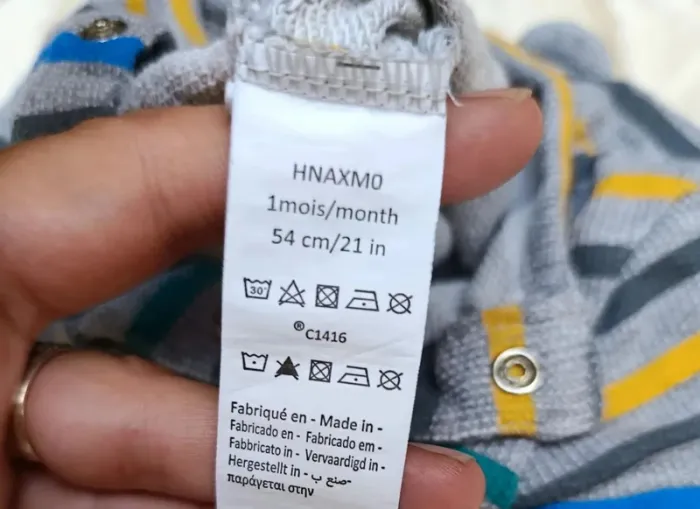 HNAXM0
1mois/month
54 cm/21 in
30°
®C1416
Fabriqué en - Made in -
Fabricado en - Fabricado em -
Fabbricato in - Vervaardigd in -
Hergestellt in - صنع ب -
παράγεται στην